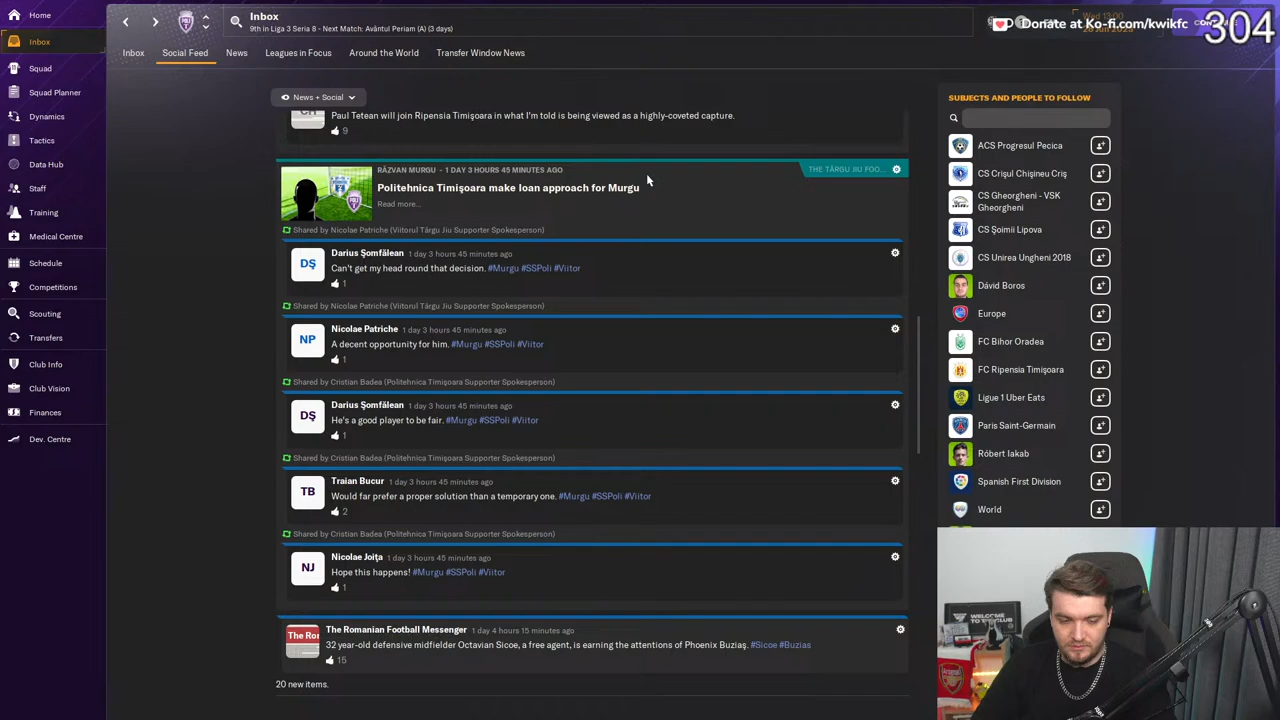 Home
Inbox
Squad
Squad Planner
Dynamics
Tactics
Data Hub
Staff
Training
Medical Centre
Schedule
Competitions
Scouting
Transfers
Club Info
Club Vision
Finances
Dev. Centre
POLI
Inbox
9th in Liga 3 Seria 8 - Next Match: Avântul Periam (A) (3 days)
Donate at Ko-fi.com/kwikfc
304
Inbox
Social Feed
News
Leagues in Focus
Around the World
Transfer Window News
News + Social
Paul Tetean will join Ripensia Timişoara in what I'm told is being viewed as a highly-coveted capture.
9
RĂZVAN MURGU - 1 DAY 3 HOURS 45 MINUTES AGO
THE TÂRGU JIU FOO...
Politehnica Timişoara make loan approach for Murgu
Read more...
Shared by Nicolae Patriche (Viitorul Târgu Jiu Supporter Spokesperson)
DŞ
Darius Şomfălean 1 day 3 hours 45 minutes ago
Can't get my head round that decision. #Murgu #SSPoli #Viitor
1
Shared by Nicolae Patriche (Viitorul Târgu Jiu Supporter Spokesperson)
NP
Nicolae Patriche 1 day 3 hours 45 minutes ago
A decent opportunity for him. #Murgu #SSPoli #Viitor
1
Shared by Cristian Badea (Politehnica Timişoara Supporter Spokesperson)
DŞ
Darius Şomfălean 1 day 3 hours 45 minutes ago
He's a good player to be fair. #Murgu #SSPoli #Viitor
1
Shared by Cristian Badea (Politehnica Timişoara Supporter Spokesperson)
TB
Traian Bucur 1 day 3 hours 45 minutes ago
Would far prefer a proper solution than a temporary one. #Murgu #SSPoli #Viitor
2
Shared by Cristian Badea (Politehnica Timişoara Supporter Spokesperson)
NJ
Nicolae Joiţa 1 day 3 hours 45 minutes ago
Hope this happens! #Murgu #SSPoli #Viitor
1
The Ror
The Romanian Football Messenger 1 day 4 hours 15 minutes ago
32 year-old defensive midfielder Octavian Sicoe, a free agent, is earning the attentions of Phoenix Buziaş. #Sicoe #Buzias
15
20 new items.
SUBJECTS AND PEOPLE TO FOLLOW
ACS Progresul Pecica
CS Crişul Chişineu Criş
CS Gheorgheni - VSK
Gheorgheni
CS Şoimii Lipova
CS Unirea Ungheni 2018
Dávid Boros
Europe
FC Bihor Oradea
FC Ripensia Timişoara
Ligue 1 Uber Eats
Paris Saint-Germain
Róbert Iakab
Spanish First Division
World
WELCOME